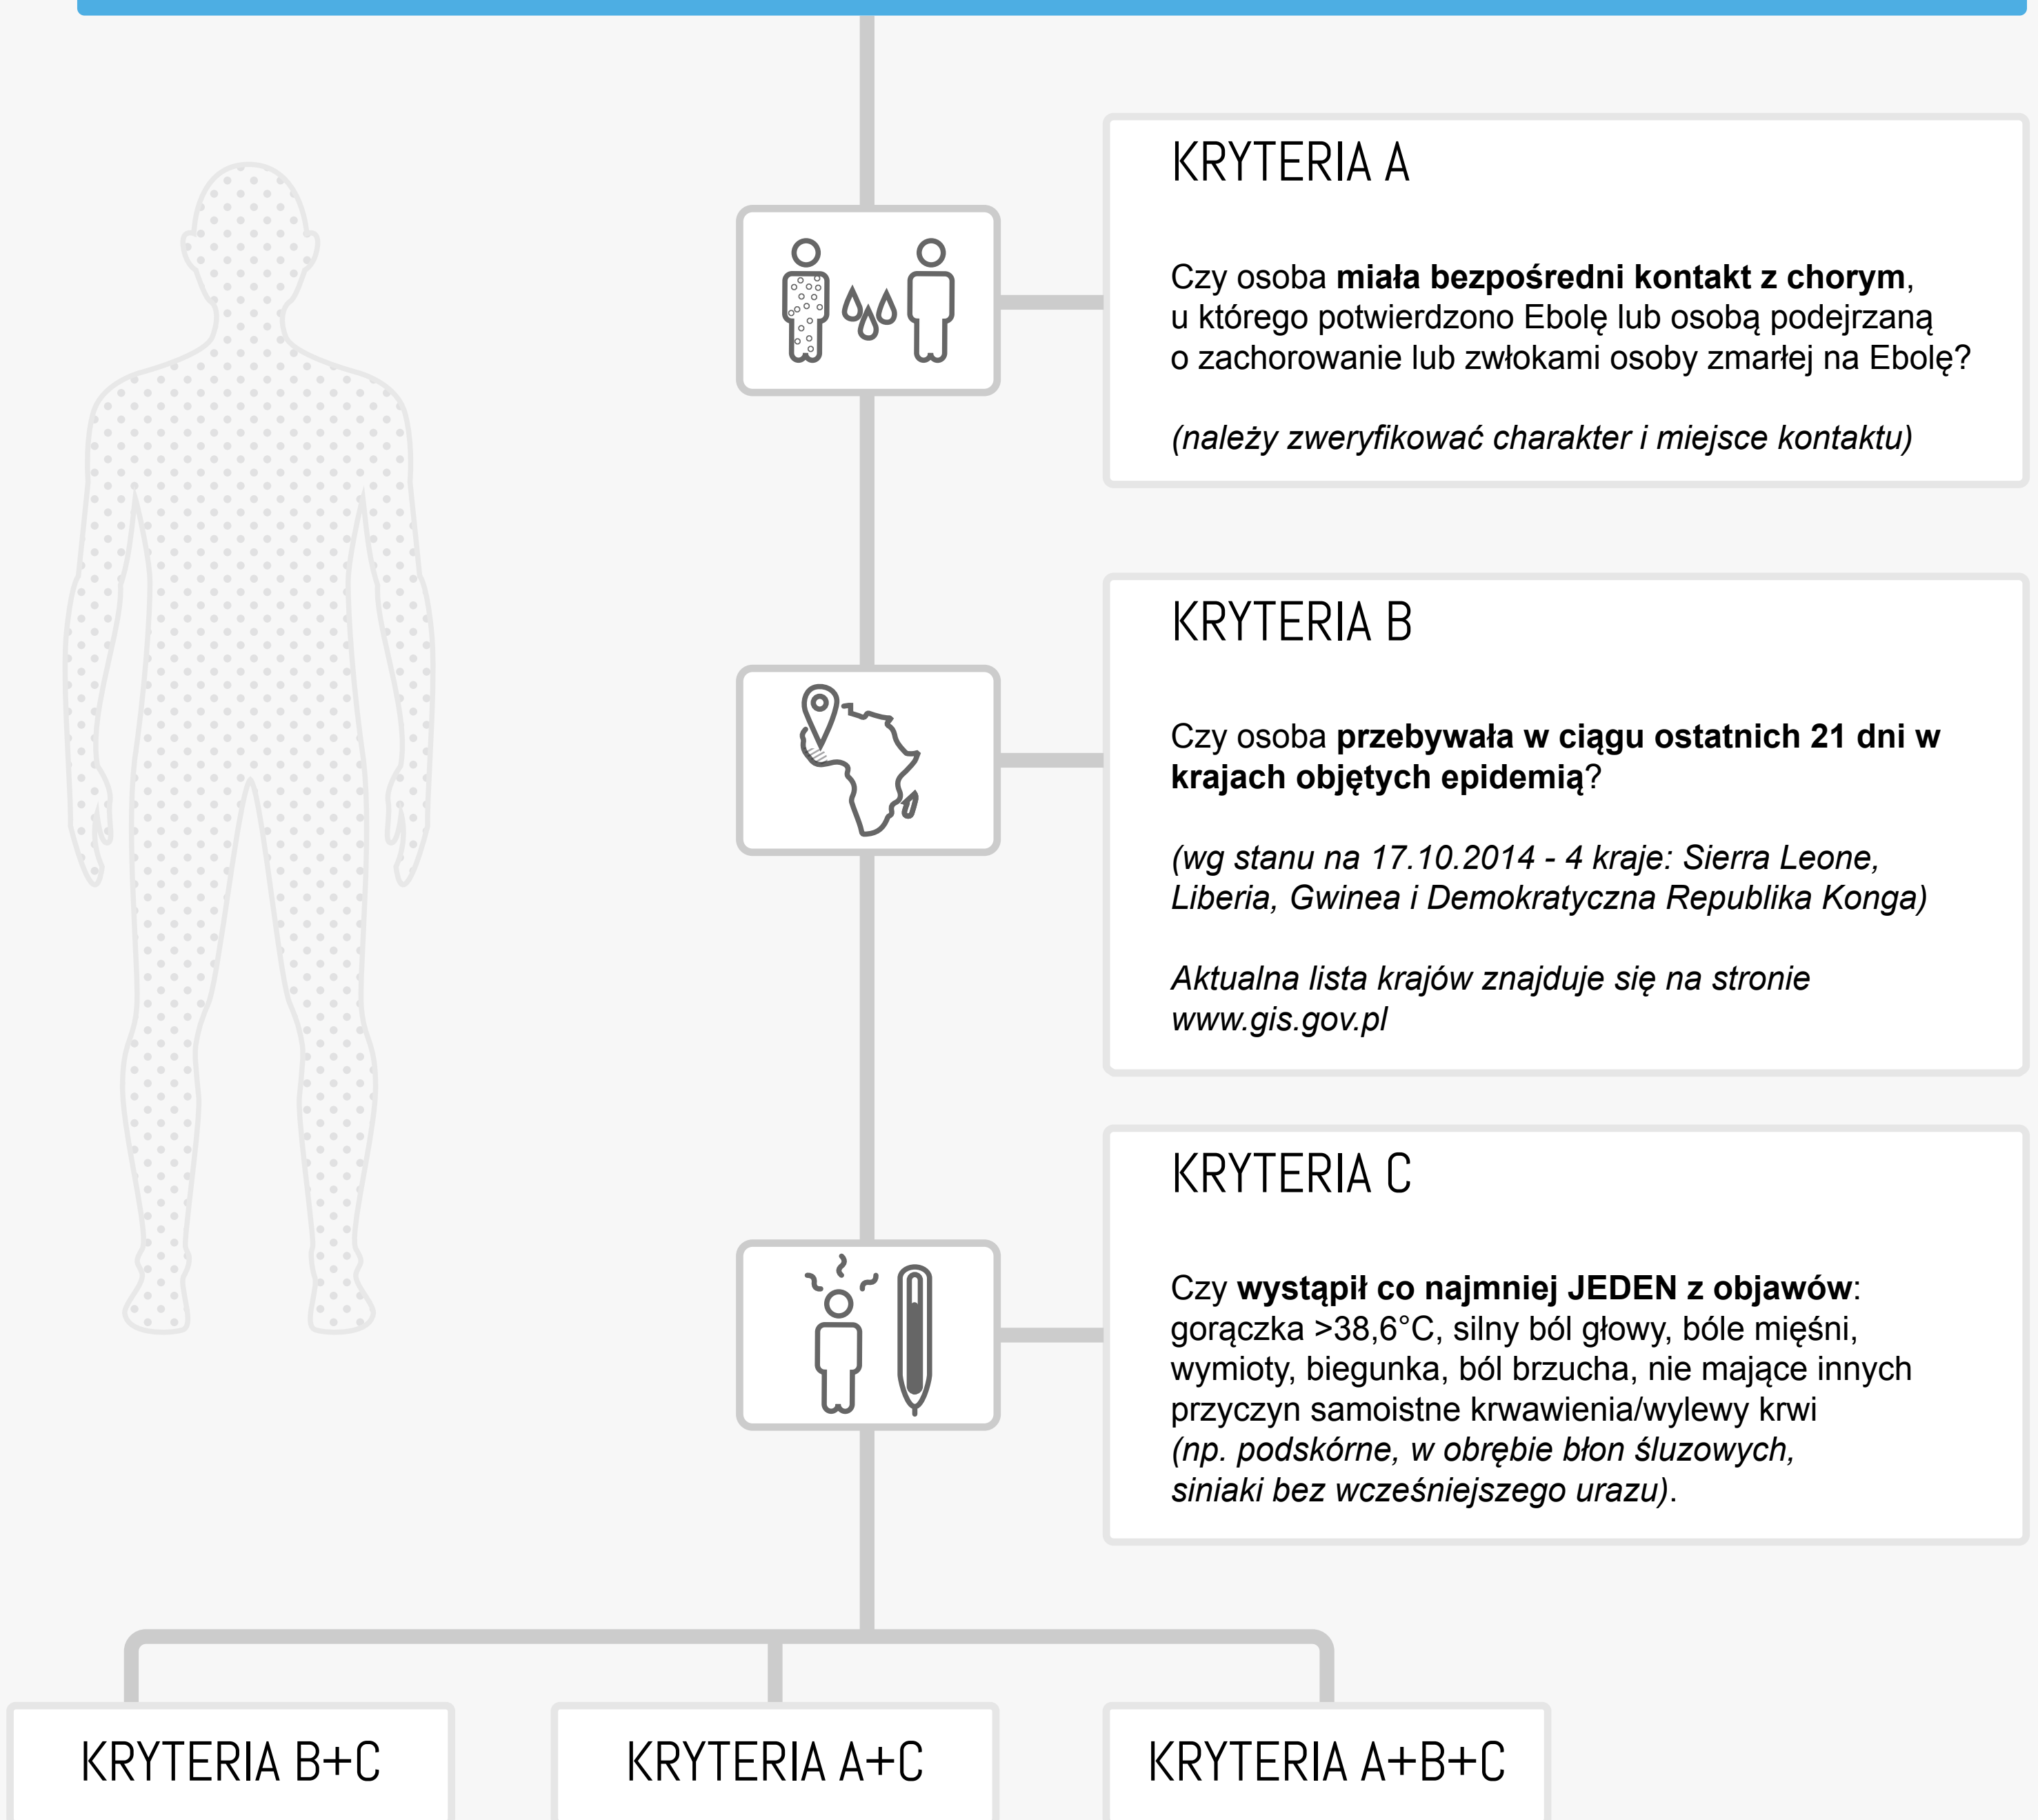 KRYTERIA A
Czy osoba miała bezpośredni kontakt z chorym,
u którego potwierdzono Ebolę lub osobą podejrzaną
o zachorowanie lub zwłokami osoby zmarłej na Ebolę?
(należy zweryfikować charakter i miejsce kontaktu)
KRYTERIA B
Czy osoba przebywała w ciągu ostatnich 21 dni w
krajach objętych epidemią?
(wg stanu na 17.10.2014 - 4 kraje: Sierra Leone,
Liberia, Gwinea i Demokratyczna Republika Konga)
Aktualna lista krajów znajduje się na stronie
www.gis.gov.pl
KRYTERIA C
Czy wystąpił co najmniej JEDEN z objawów:
gorączka >38,6°C, silny ból głowy, bóle mięśni,
wymioty, biegunka, ból brzucha, nie mające innych
przyczyn samoistne krwawienia/wylewy krwi
(np. podskórne, w obrębie błon śluzowych,
siniaki bez wcześniejszego urazu).
KRYTERIA B+C
KRYTERIA A+C
KRYTERIA A+B+C